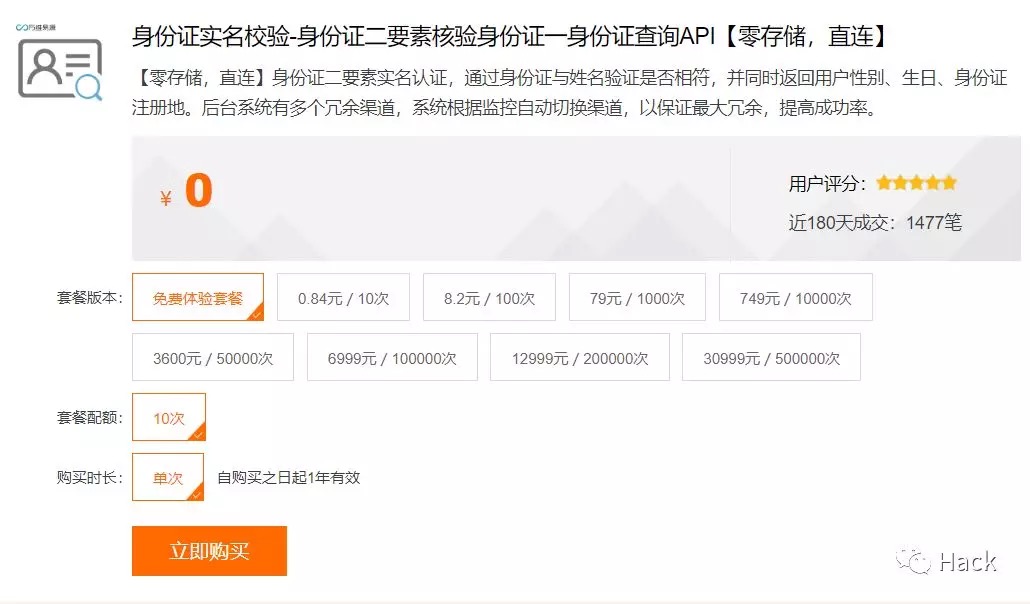 身份证实名校验-身份证二要素核验身份证一身份证查询API【零存储，直连】
【零存储，直连】身份证二要素实名认证，通过身份证与姓名验证是否相符，并同时返回用户性别、生日、身份证
注册地。后台系统有多个冗余渠道，系统根据监控自动切换渠道，以保证最大冗余，提高成功率。
¥ 0
用户评分：
近180天成交：1477笔
套餐版本： 免费体验套餐 0.84元 / 10次 8.2元 / 100次 79元 / 1000次 749元 / 10000次
3600元 / 50000次 6999元 / 100000次 12999元 / 200000次 30999元 / 500000次
套餐配额： 10次
购买时长： 单次 自购买之日起1年有效
立即购买
Hack